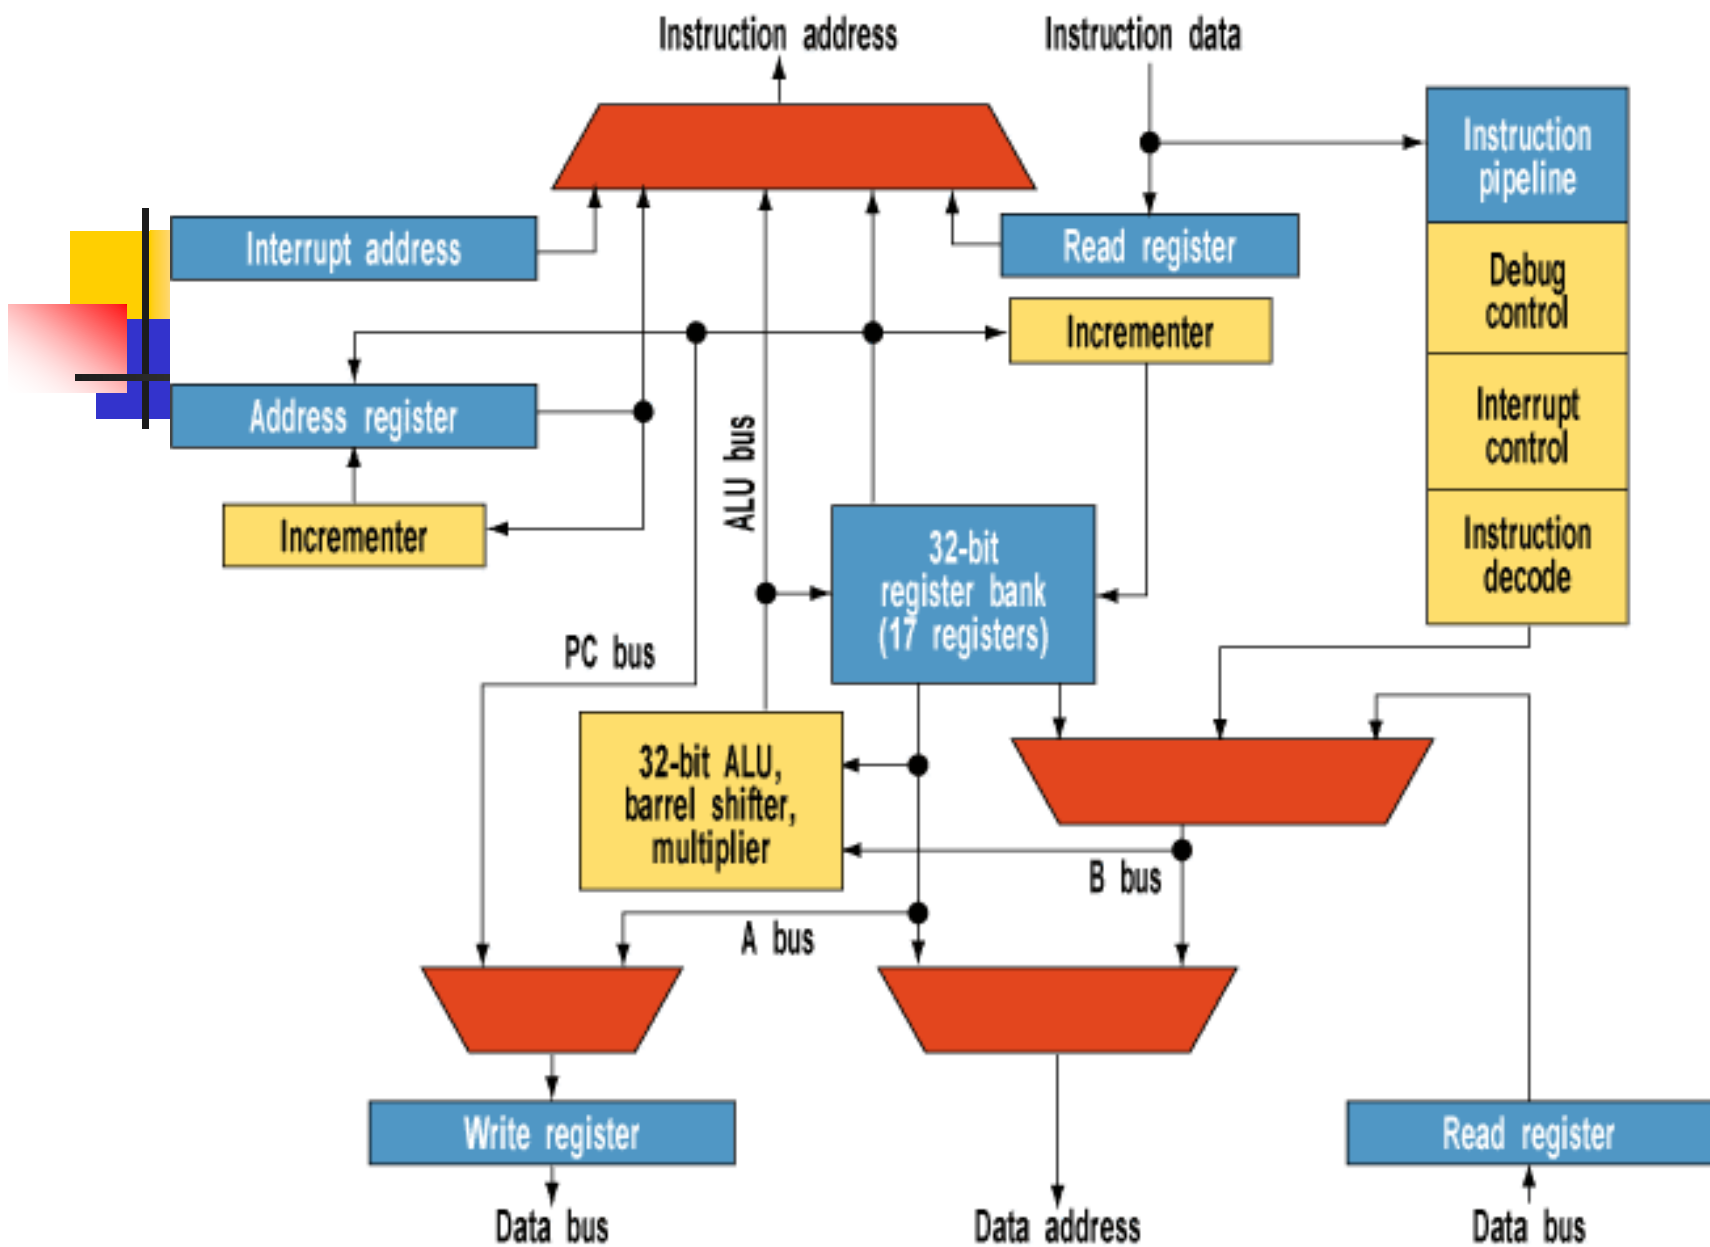 Instruction address
Instruction data
Instruction
pipeline
Interrupt address
Read register
Debug
control
Incrementer
Address register
Interrupt
control
ALU bus
Incrementer
32-bit
register bank
(17 registers)
Instruction
decode
PC bus
32-bit ALU,
barrel shifter,
multiplier
B bus
A bus
Write register
Read register
Data bus
Data address
Data bus